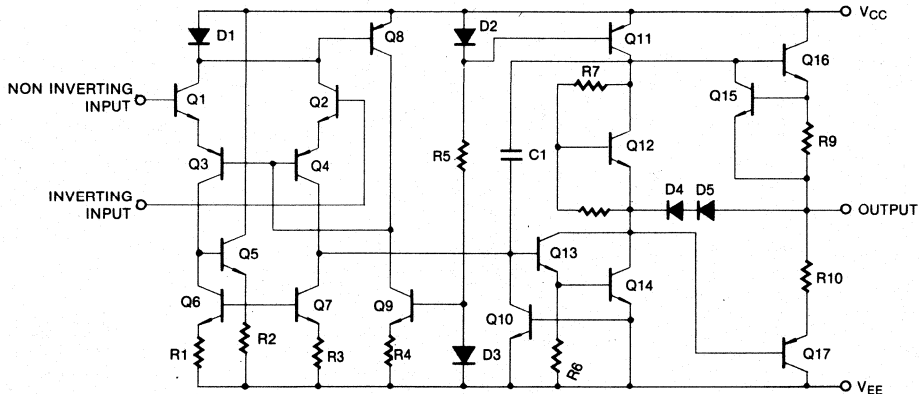 D1
Q8
D2
Q11
VCC
Q16
NON INVERTING
INPUT
Q1
Q2
R7
Q15
Q3
Q4
R5
C1
Q12
R9
INVERTING
INPUT
D4
D5
OUTPUT
Q5
Q13
Q6
Q7
Q9
Q10
Q14
R10
R1
R2
R3
R4
D3
R6
Q17
VEE